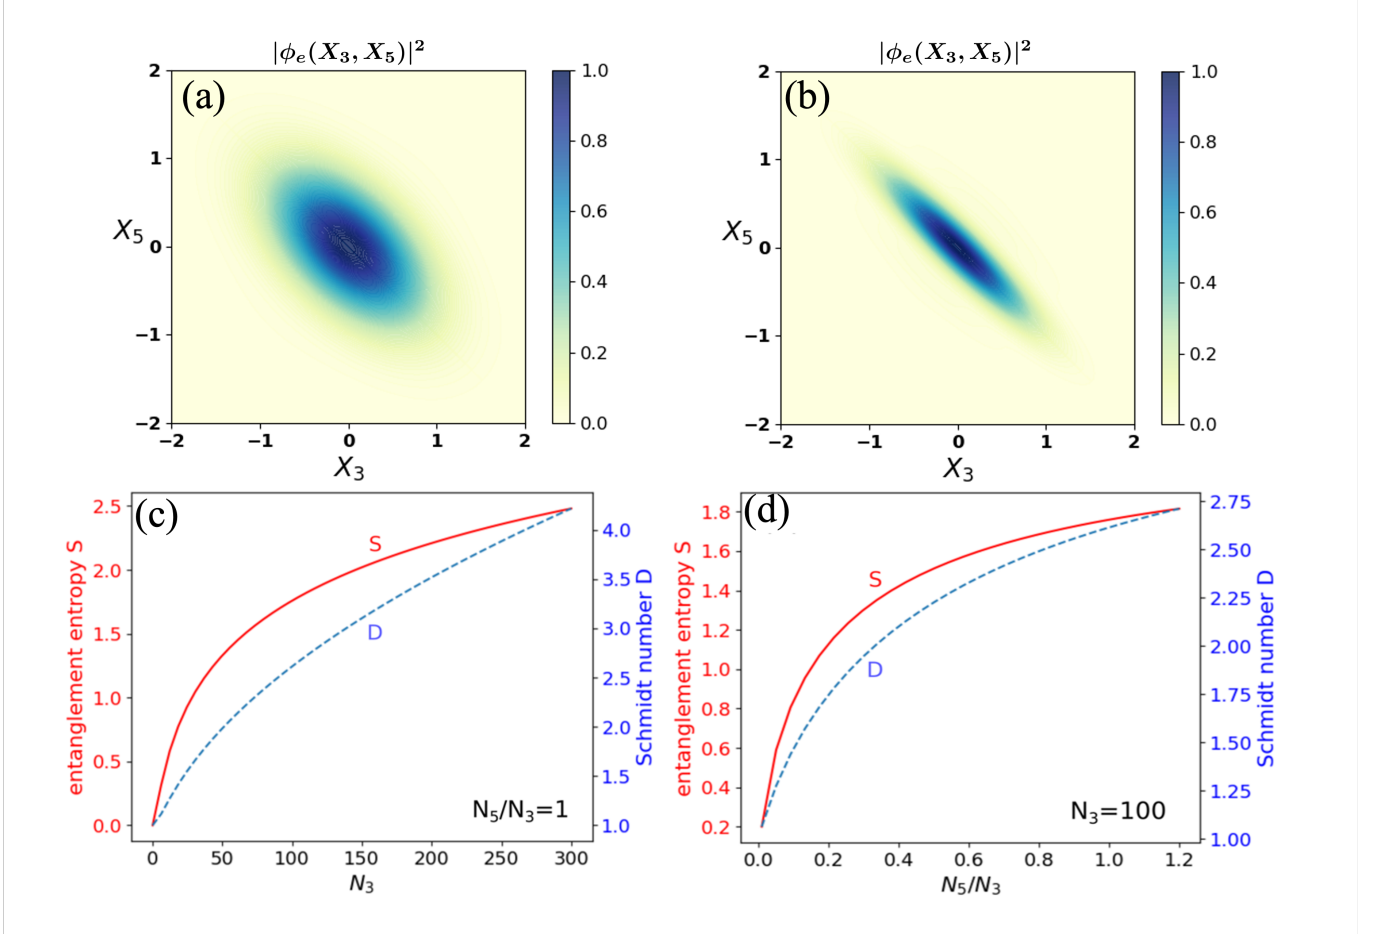 |ϕₑ(X₃, X₅)|²
(a)
2
1
0
−1
−2
X₅
−2 −1 0 1 2
X₃
1.0
0.8
0.6
0.4
0.2
0.0
|ϕₑ(X₃, X₅)|²
(b)
2
1
0
−1
−2
X₅
−2 −1 0 1 2
X₃
1.0
0.8
0.6
0.4
0.2
0.0
(c)
entanglement entropy S
2.5
2.0
1.5
1.0
0.5
0.0
S
D
N₅/N₃=1
0 50 100 150 200 250 300
N₃
4.0
3.5
3.0
2.5
2.0
1.5
1.0
Schmidt number D
(d)
entanglement entropy S
1.8
1.6
1.4
1.2
1.0
0.8
0.6
0.4
0.2
S
D
N₃=100
0.0 0.2 0.4 0.6 0.8 1.0 1.2
N₅/N₃
2.75
2.50
2.25
2.00
1.75
1.50
1.25
1.00
Schmidt number D